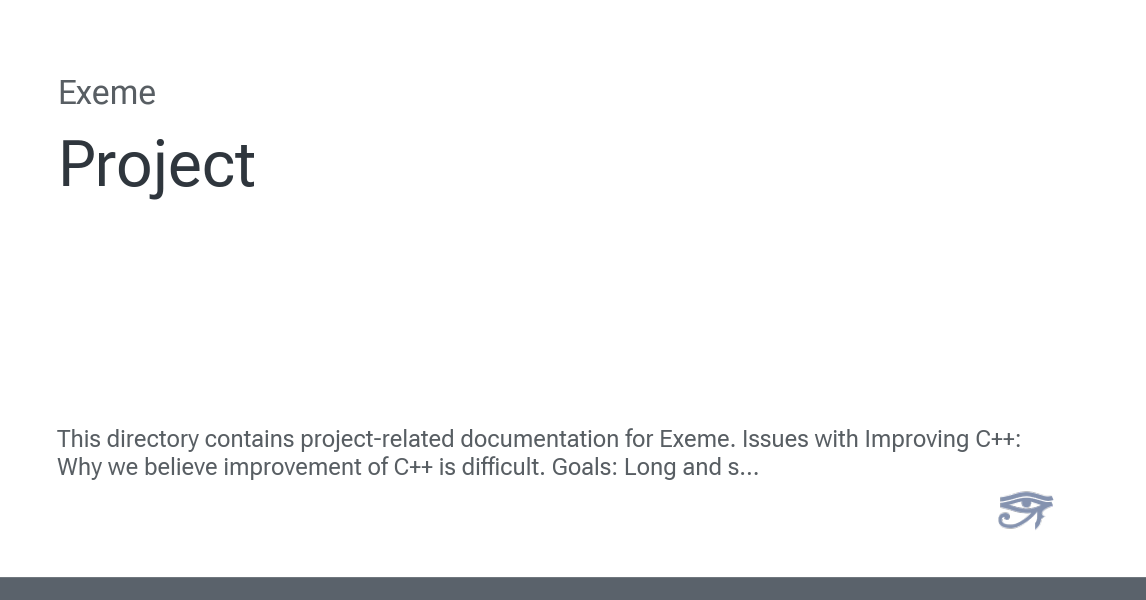 Exeme
Project
This directory contains project-related documentation for Exeme. Issues with Improving C++:
Why we believe improvement of C++ is difficult. Goals: Long and s...